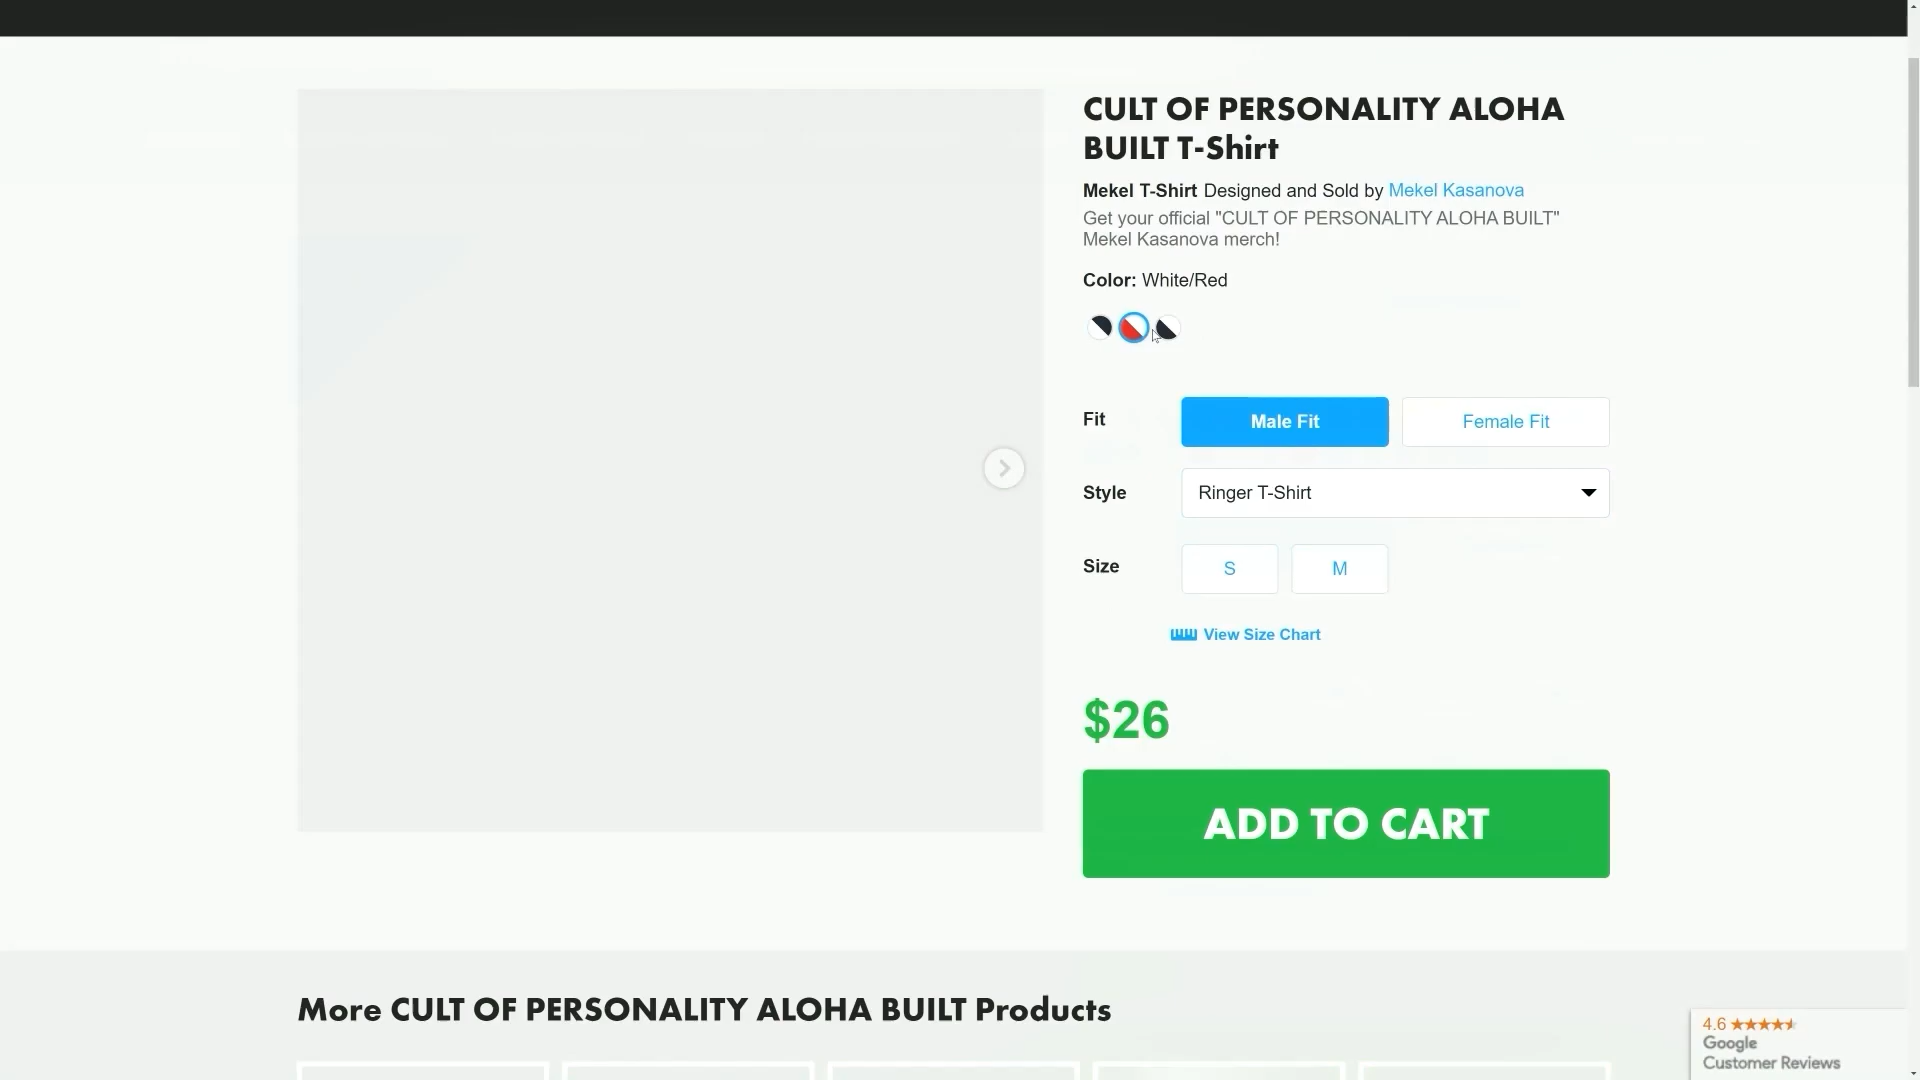 CULT OF PERSONALITY ALOHA
BUILT T-Shirt
Mekel T-Shirt Designed and Sold by Mekel Kasanova
Get your official "CULT OF PERSONALITY ALOHA BUILT"
Mekel Kasanova merch!
Color: White/Red
Fit
Male Fit
Female Fit
Style
Ringer T-Shirt
Size
S
M
View Size Chart
$26
ADD TO CART
More CULT OF PERSONALITY ALOHA BUILT Products
4.6
Google
Customer Reviews